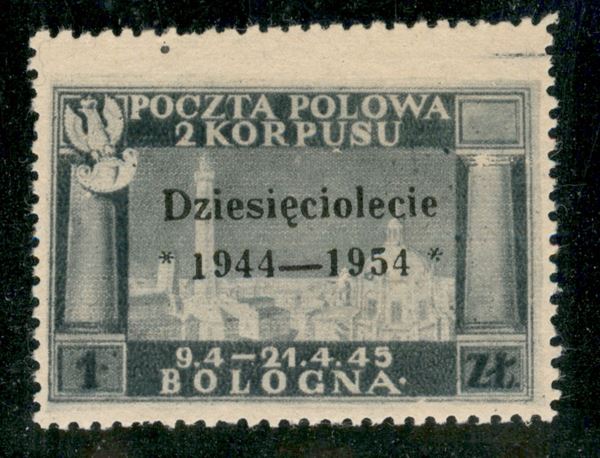 POCZTA POLOWA
2 KORPUSU
Dziesięciolecie
* 1944—1954 *
9.4—21.4.45
1 BOLOGNA. ZŁ.